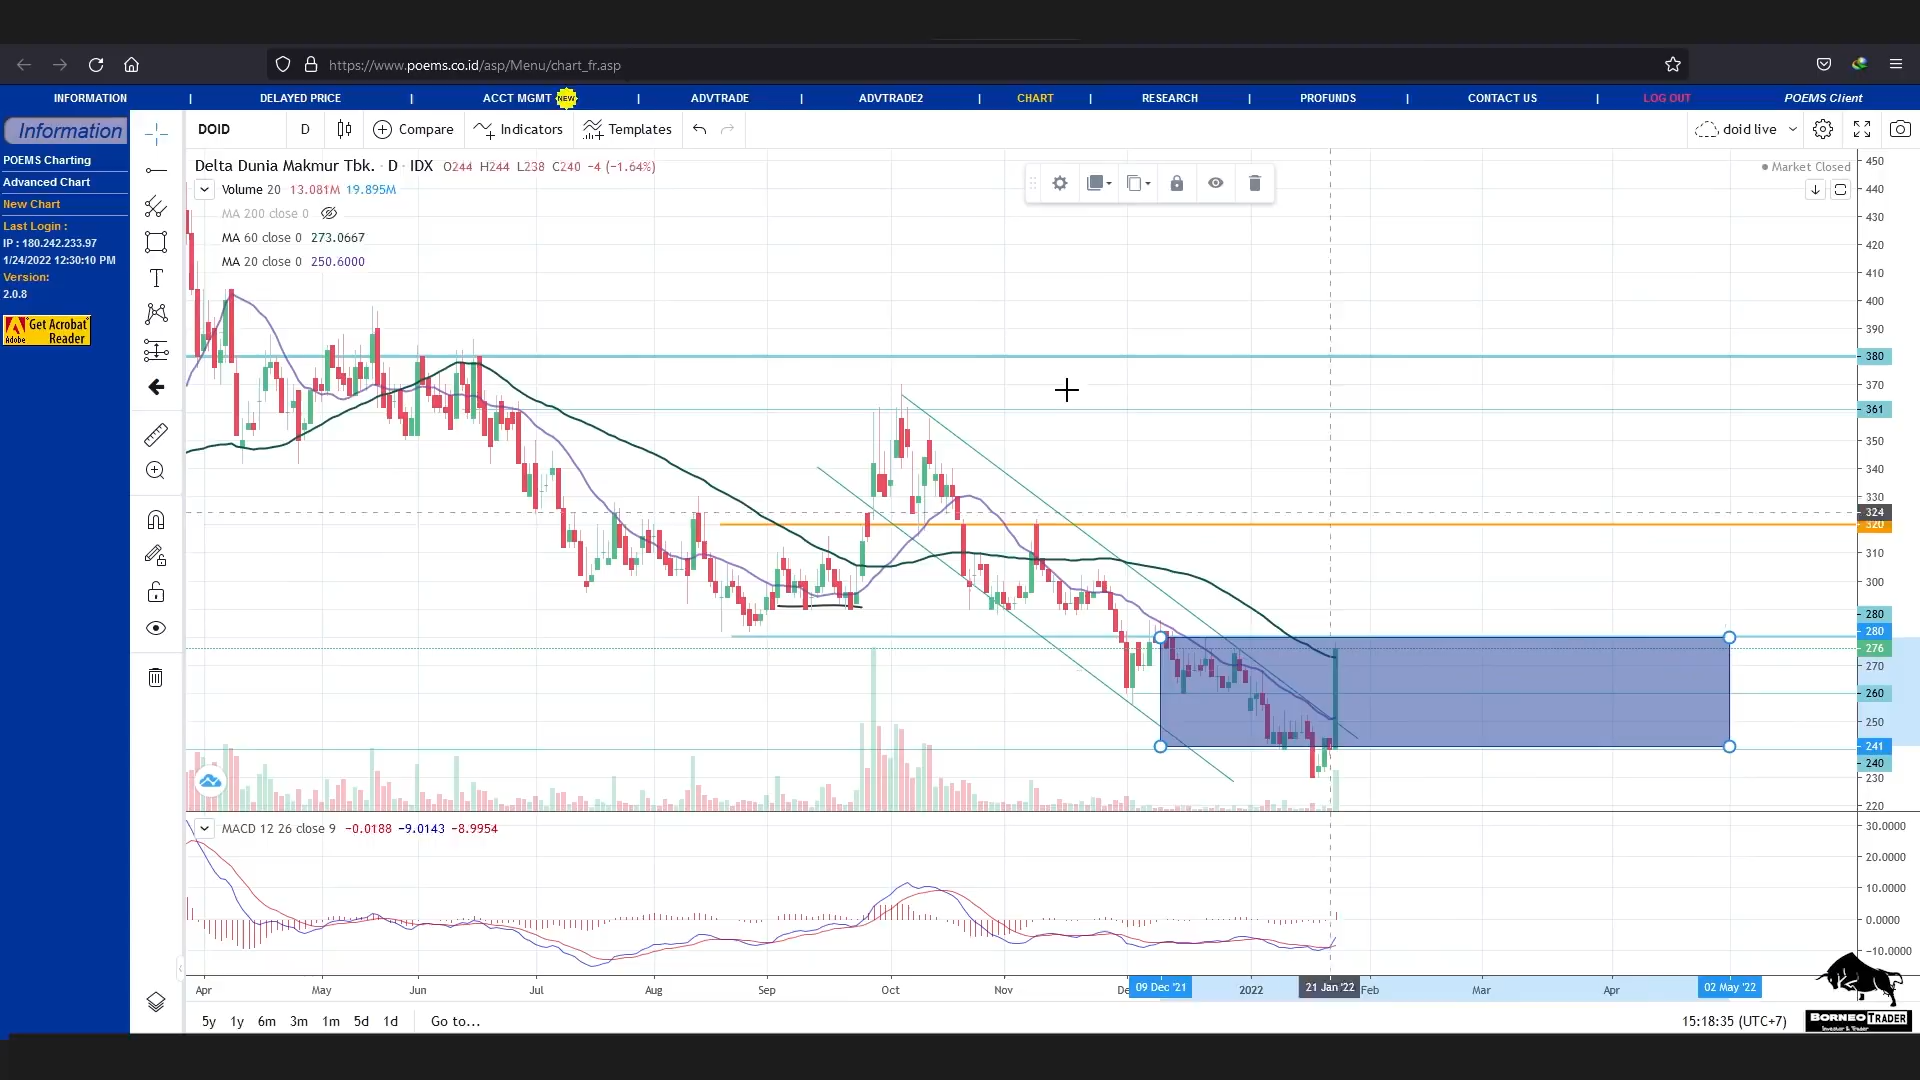 https://www.poems.co.id/asp/Menu/chart_fr.asp
INFORMATION | DELAYED PRICE | ACCT MGMT NEW | ADVTRADE | ADVTRADE2 | CHART | RESEARCH | PROFUNDS | CONTACT US | LOG OUT POEMS Client
Information
POEMS Charting
Advanced Chart
New Chart
Last Login :
IP : 180.242.233.97
1/24/2022 12:30:10 PM
Version:
2.0.8
Get Acrobat
Adobe Reader
DOID D Compare Indicators Templates doid live
Delta Dunia Makmur Tbk. · D · IDX O244 H244 L238 C240 −4 (−1.64%)
Market Closed
Volume 20 13.081M 19.895M
MA 200 close 0
MA 60 close 0 273.0667
MA 20 close 0 250.6000
450
440
430
420
410
400
390
380
370
361
350
340
330
324
320
310
300
280
280
276
270
260
250
241
240
230
220
MACD 12 26 close 9 −0.0188 −9.0143 −8.9954
30.0000
20.0000
10.0000
0.0000
−10.0000
Apr May Jun Jul Aug Sep Oct Nov De 09 Dec '21 2022 21 Jan '22 Feb Mar Apr 02 May '22
5y 1y 6m 3m 1m 5d 1d Go to... 15:18:35 (UTC+7)
BORNEO TRADER
Investor & Trader